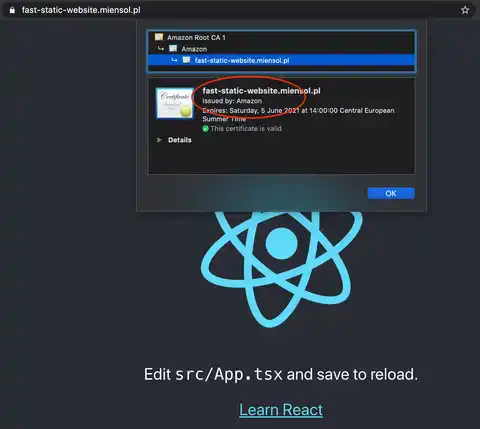 fast-static-website.miensol.pl
Amazon Root CA 1
Amazon
fast-static-website.miensol.pl
Certificate
fast-static-website.miensol.pl
Issued by: Amazon
Expires: Saturday, 5 June 2021 at 14:00:00 Central European
Summer Time
This certificate is valid
Details
OK
Edit src/App.tsx and save to reload.
Learn React